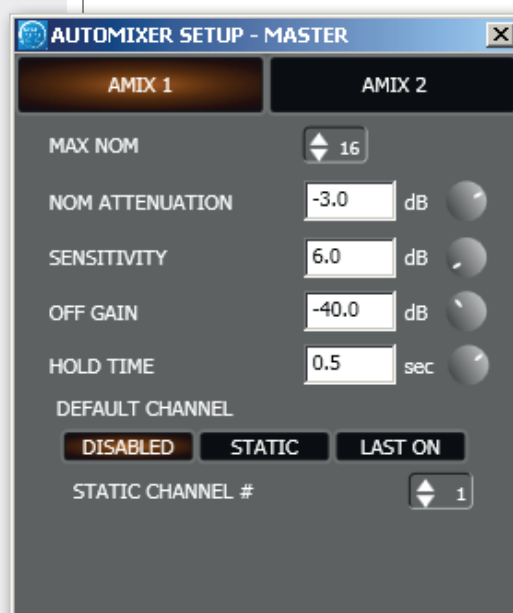 AUTOMIXER SETUP - MASTER
AMIX 1 AMIX 2
MAX NOM 16
NOM ATTENUATION -3.0 dB
SENSITIVITY 6.0 dB
OFF GAIN -40.0 dB
HOLD TIME 0.5 sec
DEFAULT CHANNEL
DISABLED STATIC LAST ON
STATIC CHANNEL # 1